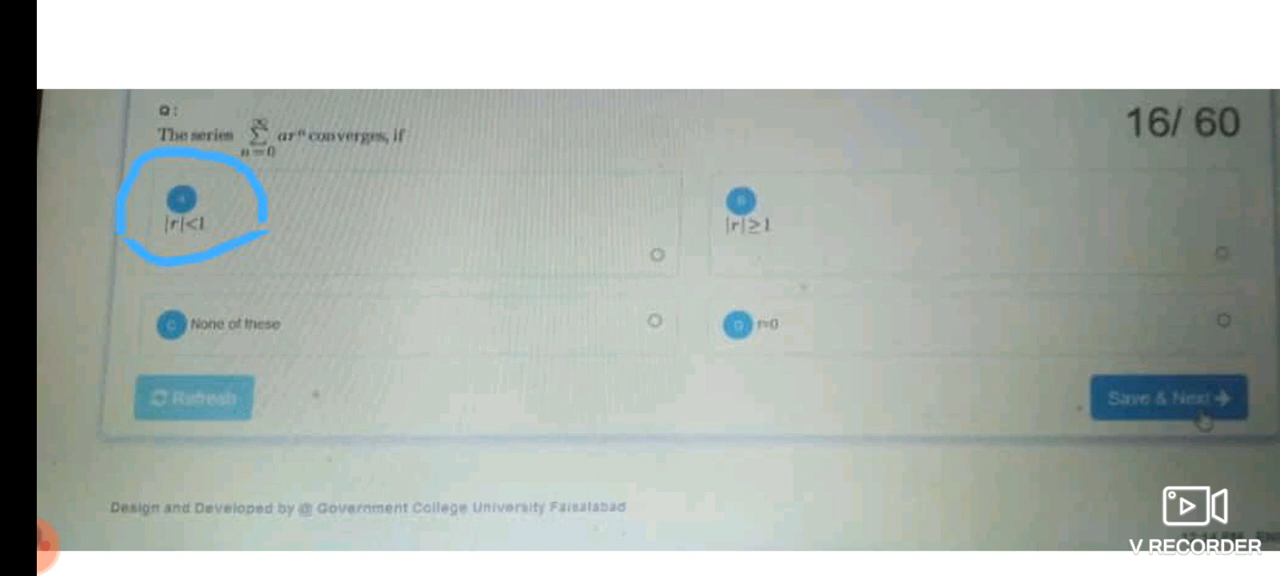 Q:
The series ∞∑n=0 ar^n converges, if
16/ 60
|r|<1
B
|r|≥1
C None of these
D r=0
Refresh
Save & Next →
Design and Developed by @ Government College University Faisalabad
V RECORDER